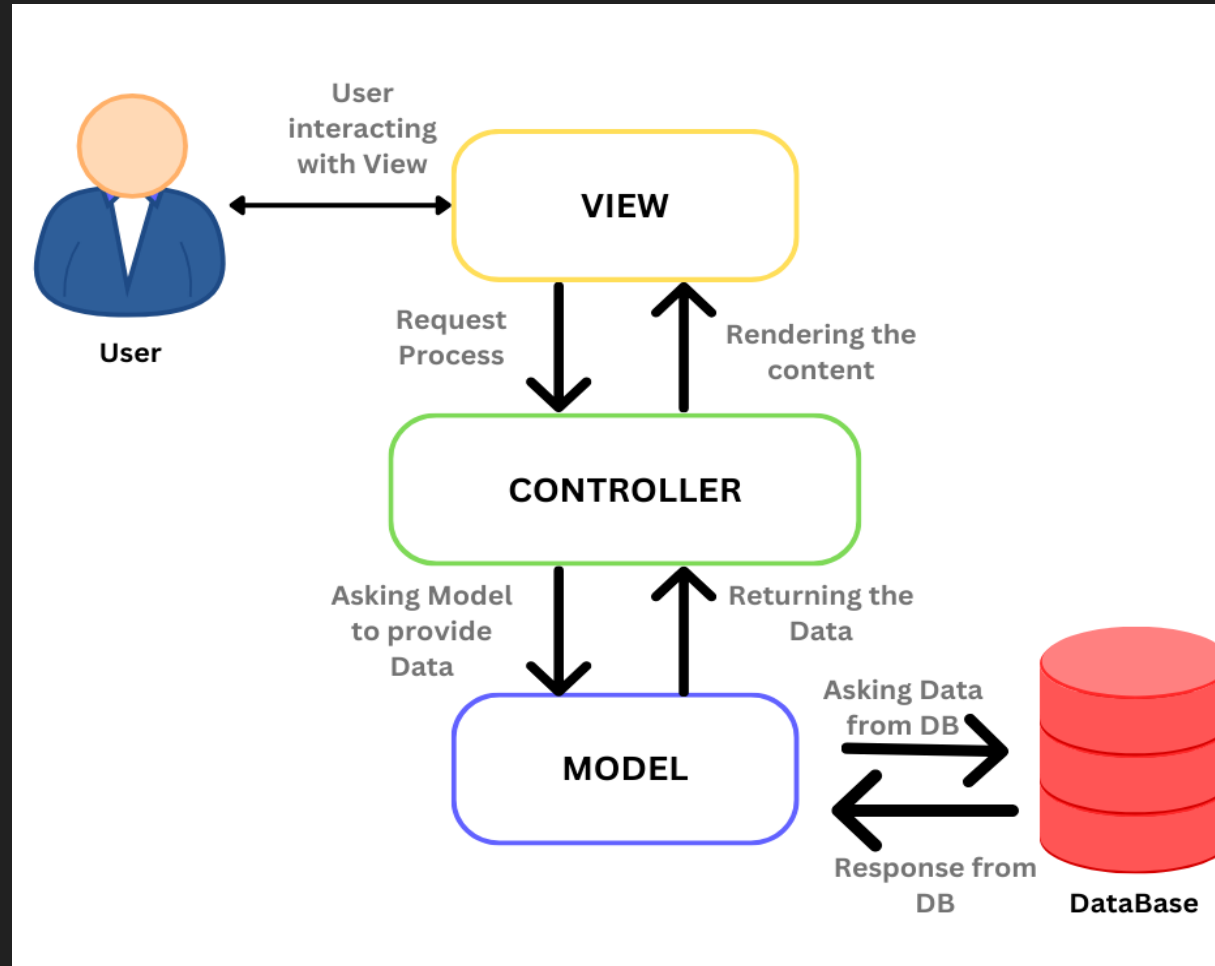 User
interacting
with View
VIEW
User
Request
Process
Rendering the
content
CONTROLLER
Asking Model
to provide
Data
Returning the
Data
Asking Data
from DB
MODEL
Response from
DB
DataBase